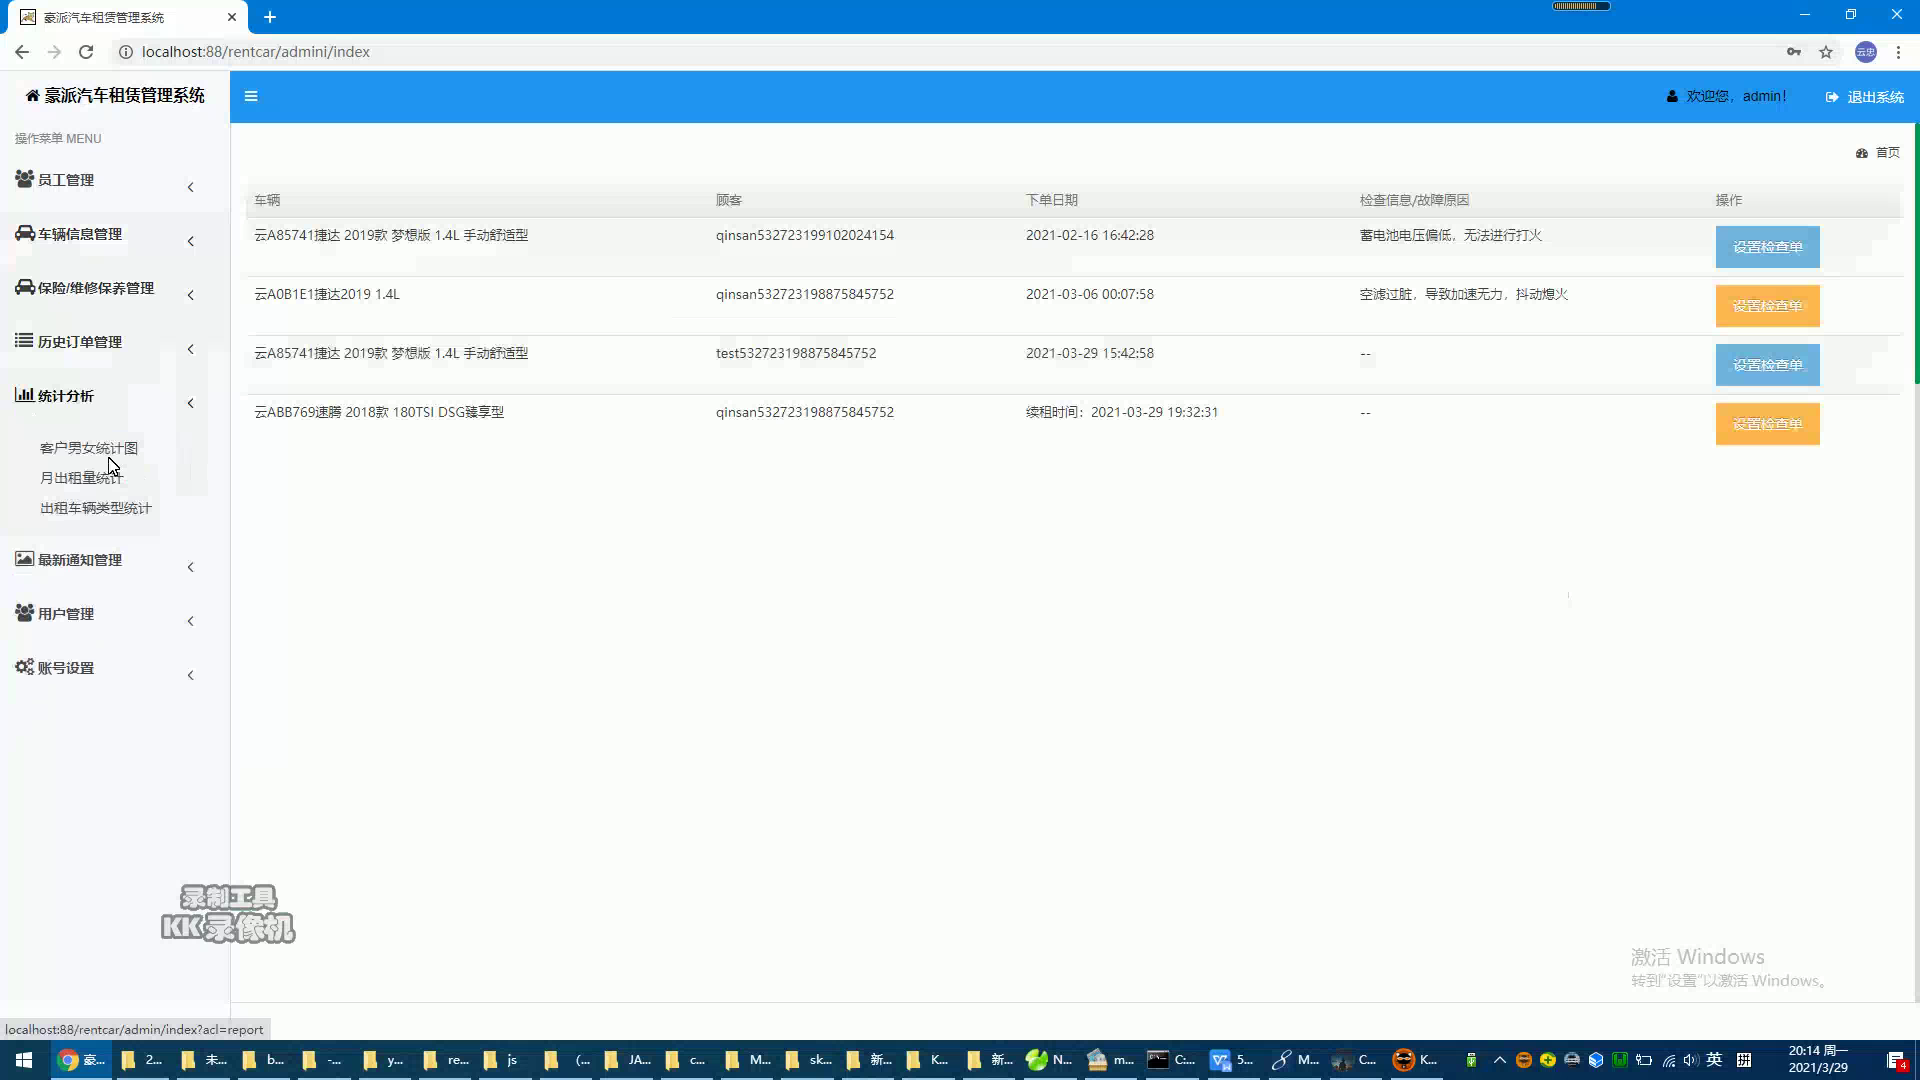 豪派汽车租赁管理系统
localhost:88/rentcar/admini/index
云忠
豪派汽车租赁管理系统
欢迎您，admin！
退出系统
操作菜单 MENU
首页
员工管理
车辆信息管理
保险/维修保养管理
历史订单管理
统计分析
客户男女统计图
月出租量统计
出租车辆类型统计
最新通知管理
用户管理
账号设置
车辆 顾客 下单日期 检查信息/故障原因 操作
云A85741捷达 2019款 梦想版 1.4L 手动舒适型 qinsan532723199102024154 2021-02-16 16:42:28 蓄电池电压偏低，无法进行打火 设置检查单
云A0B1E1捷达2019 1.4L qinsan532723198875845752 2021-03-06 00:07:58 空滤过脏，导致加速无力，抖动熄火 设置检查单
云A85741捷达 2019款 梦想版 1.4L 手动舒适型 test532723198875845752 2021-03-29 15:42:58 -- 设置检查单
云ABB769速腾 2018款 180TSI DSG臻享型 qinsan532723198875845752 续租时间：2021-03-29 19:32:31 -- 设置检查单
录制工具
KK录像机
激活 Windows
转到"设置"以激活 Windows。
localhost:88/rentcar/admin/index?acl=report
豪... 2... 未... b... -... y... re... js (... JA... c... M... sk... 新... K... 新... N... m... C:... 5... M... C... K... 英 拼
20:14 周一
2021/3/29
4